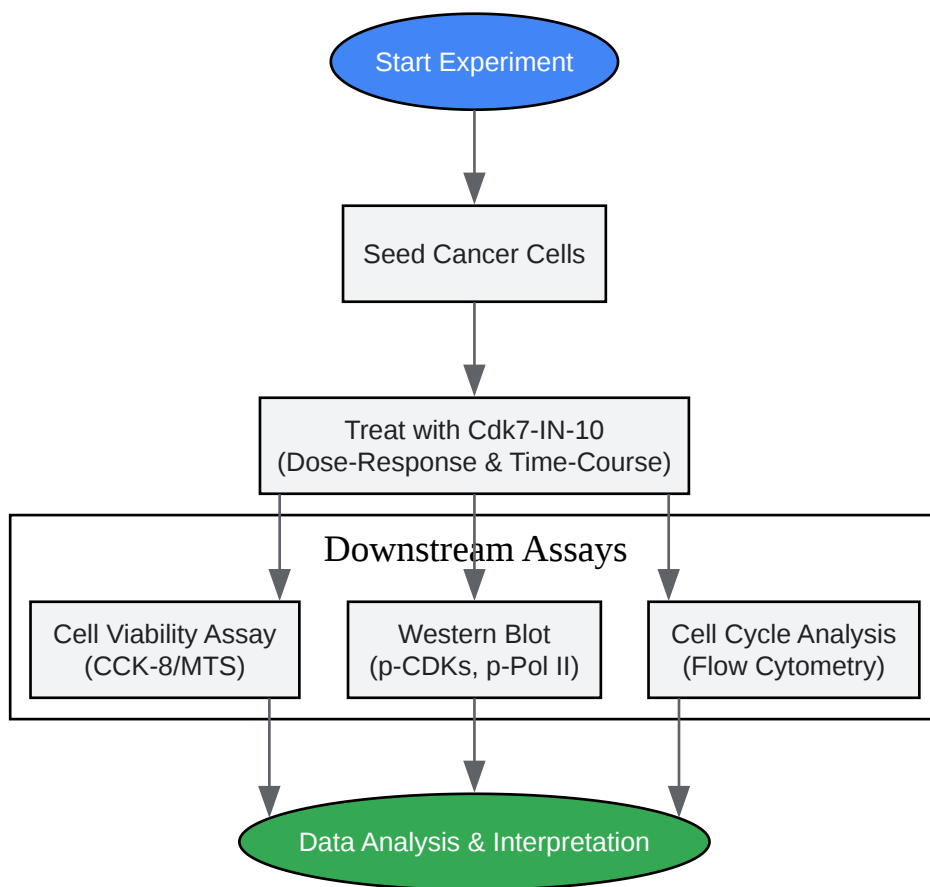 Start Experiment
Seed Cancer Cells
Treat with Cdk7-IN-10
(Dose-Response & Time-Course)
Downstream Assays
Cell Viability Assay
(CCK-8/MTS)
Western Blot
(p-CDKs, p-Pol II)
Cell Cycle Analysis
(Flow Cytometry)
Data Analysis & Interpretation